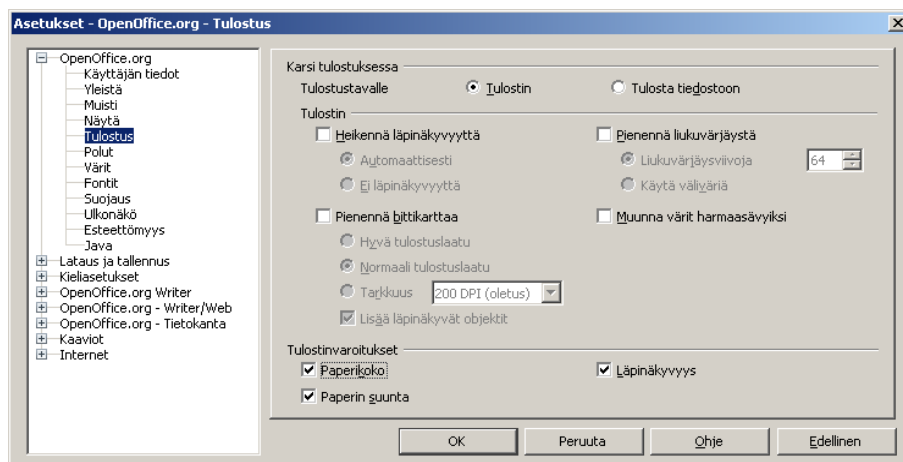 Asetukset - OpenOffice.org - Tulostus
OpenOffice.org
Käyttäjän tiedot
Yleistä
Muisti
Näytä
Tulostus
Polut
Värit
Fontit
Suojaus
Ulkonäkö
Esteettömyys
Java
Lataus ja tallennus
Kieliasetukset
OpenOffice.org Writer
OpenOffice.org - Writer/Web
OpenOffice.org - Tietokanta
Kaaviot
Internet
Karsi tulostuksessa
Tulostustavalle Tulostin Tulosta tiedostoon
Tulostin
Heikennä läpinäkyvyyttä Pienennä liukuvärjäystä
Automaattisesti Liukuvärjäysviivoja 64
Ei läpinäkyvyyttä Käytä väliväriä
Pienennä bittikarttaa Muunna värit harmaasävyiksi
Hyvä tulostuslaatu
Normaali tulostuslaatu
Tarkkuus 200 DPI (oletus)
Lisää läpinäkyvät objektit
Tulostinvaroitukset
Paperikoko Läpinäkyvyys
Paperin suunta
OK Peruuta Ohje Edellinen